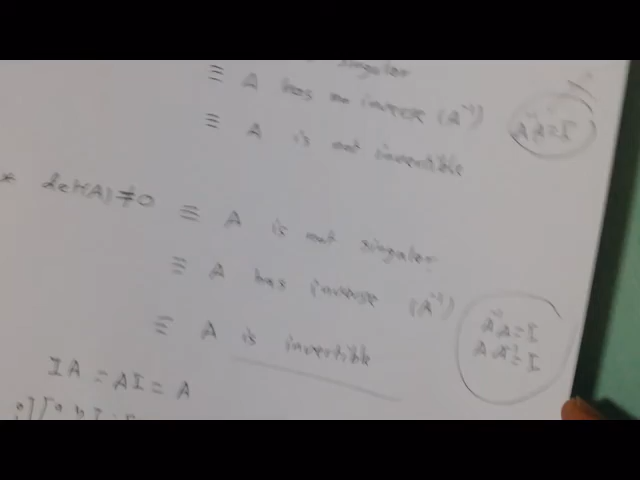 singular
≡ A has no inverse (A⁻¹)
A⁻¹A=I
≡ A is not invertible
* det(A)≠0 ≡ A is not singular
≡ A has inverse (A⁻¹)
A⁻¹A=I
AA⁻¹=I
≡ A is invertible
IA = AI = A